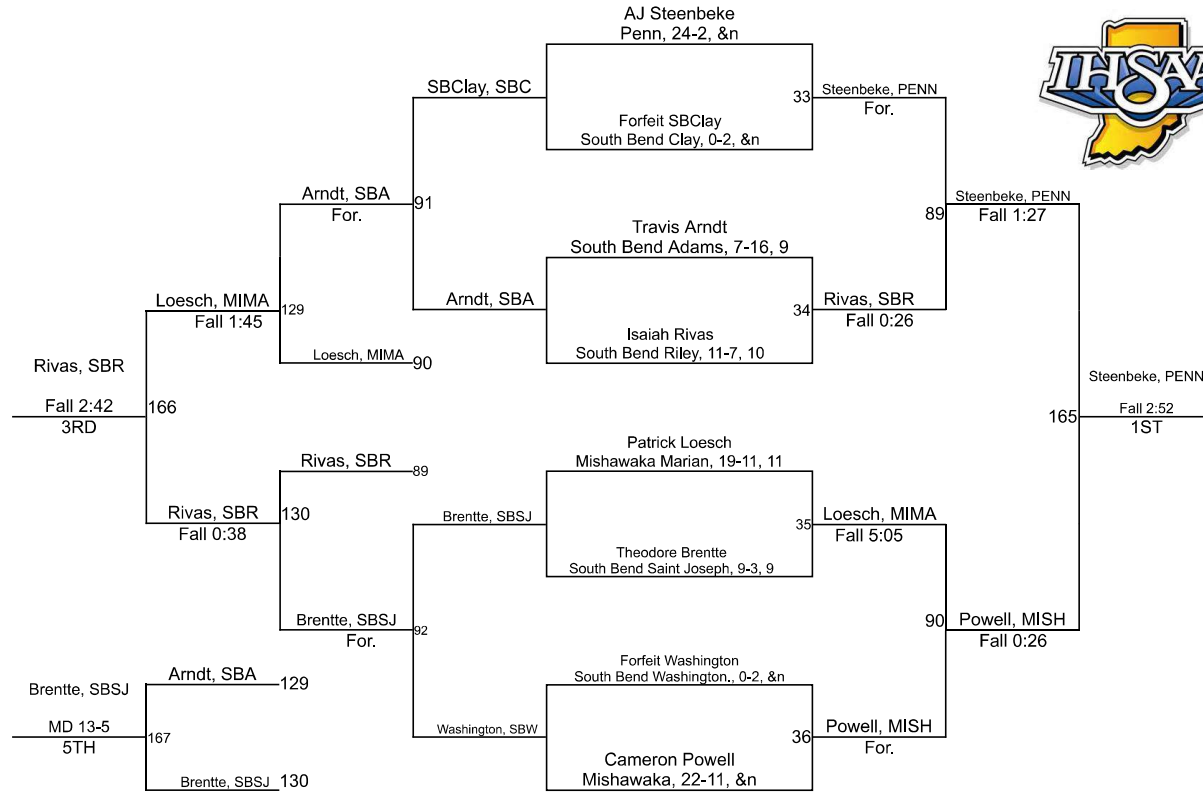 AJ Steenbeke
Penn, 24-2, &n
IHSAA
SBClay, SBC
33
Steenbeke, PENN
For.
Forfeit SBClay
South Bend Clay, 0-2, &n
Arndt, SBA
For.
91
Steenbeke, PENN
Fall 1:27
89
Travis Arndt
South Bend Adams, 7-16, 9
Loesch, MIMA
Fall 1:45
129
Arndt, SBA
34
Rivas, SBR
Fall 0:26
Isaiah Rivas
South Bend Riley, 11-7, 10
Loesch, MIMA
90
Rivas, SBR
Fall 2:42
3RD
166
Steenbeke, PENN
Fall 2:52
1ST
165
Patrick Loesch
Mishawaka Marian, 19-11, 11
Rivas, SBR
89
Rivas, SBR
Fall 0:38
130
Brentte, SBSJ
35
Loesch, MIMA
Fall 5:05
Theodore Brentte
South Bend Saint Joseph, 9-3, 9
Brentte, SBSJ
For.
92
90
Powell, MISH
Fall 0:26
Forfeit Washington
South Bend Washington., 0-2, &n
Arndt, SBA
129
Brentte, SBSJ
MD 13-5
5TH
167
Washington, SBW
36
Powell, MISH
For.
Cameron Powell
Mishawaka, 22-11, &n
Brentte, SBSJ
130